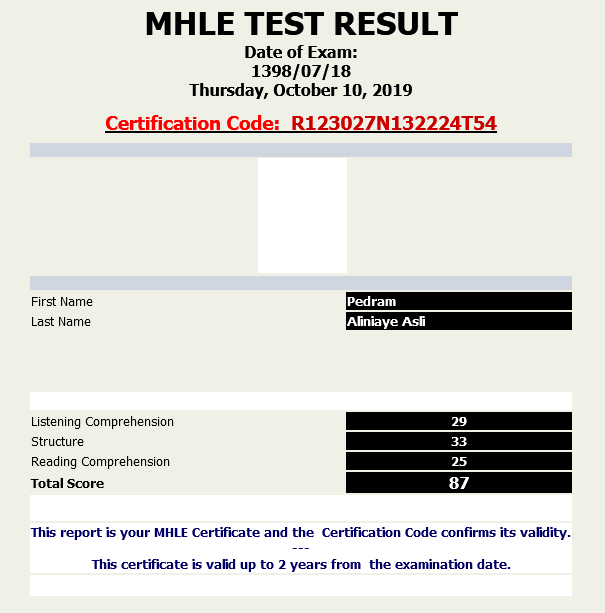 MHLE TEST RESULT
Date of Exam:
1398/07/18
Thursday, October 10, 2019
Certification Code:  R123027N132224T54
First Name Pedram
Last Name Aliniaye Asli
Listening Comprehension 29
Structure 33
Reading Comprehension 25
Total Score 87
This report is your MHLE Certificate and the  Certification Code confirms its validity.
---
This certificate is valid up to 2 years from  the examination date.